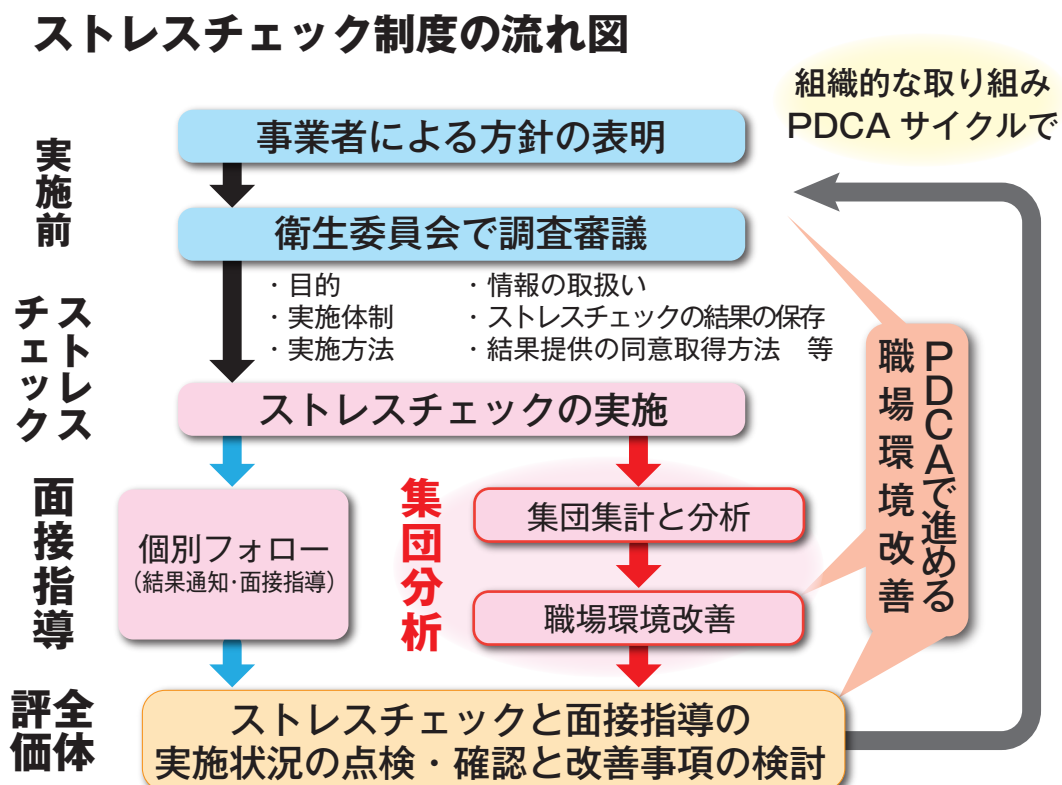 ストレスチェック制度の流れ図
組織的な取り組み
PDCA サイクルで
実施前
事業者による方針の表明
衛生委員会で調査審議
・目的
・実施体制
・実施方法
・情報の取扱い
・ストレスチェックの結果の保存
・結果提供の同意取得方法　等
ストレス
チェック
ストレスチェックの実施
面接指導
個別フォロー
（結果通知・面接指導）
集団分析
集団集計と分析
職場環境改善
PDCAで進める
職場環境改善
全体
評価
ストレスチェックと面接指導の
実施状況の点検・確認と改善事項の検討